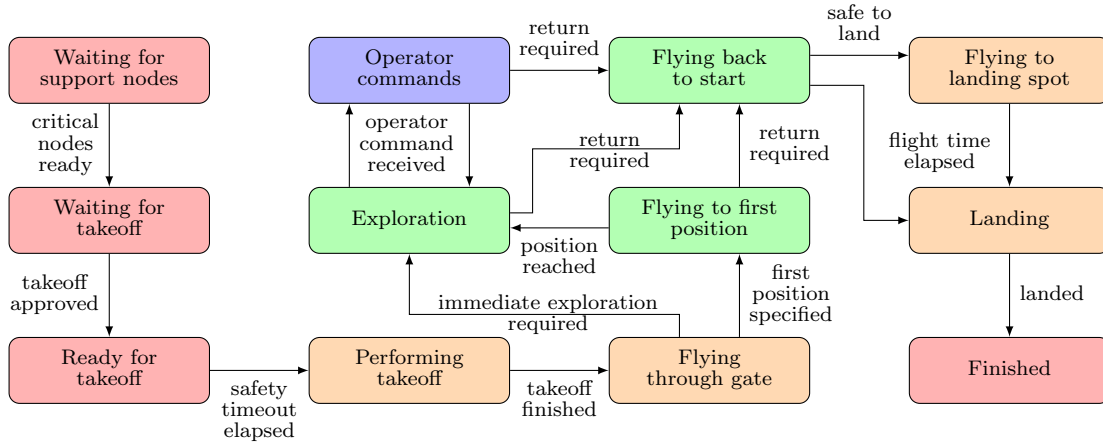 Waiting for
support nodes
critical
nodes
ready
Waiting for
takeoff
takeoff
approved
Ready for
takeoff
safety
timeout
elapsed
Performing
takeoff
takeoff
finished
Flying
through gate
immediate exploration
required
first
position
specified
Flying to first
position
position
reached
Exploration
operator
command
received
Operator
commands
return
required
return
required
return
required
Flying back
to start
safe to
land
Flying to
landing spot
flight time
elapsed
Landing
landed
Finished